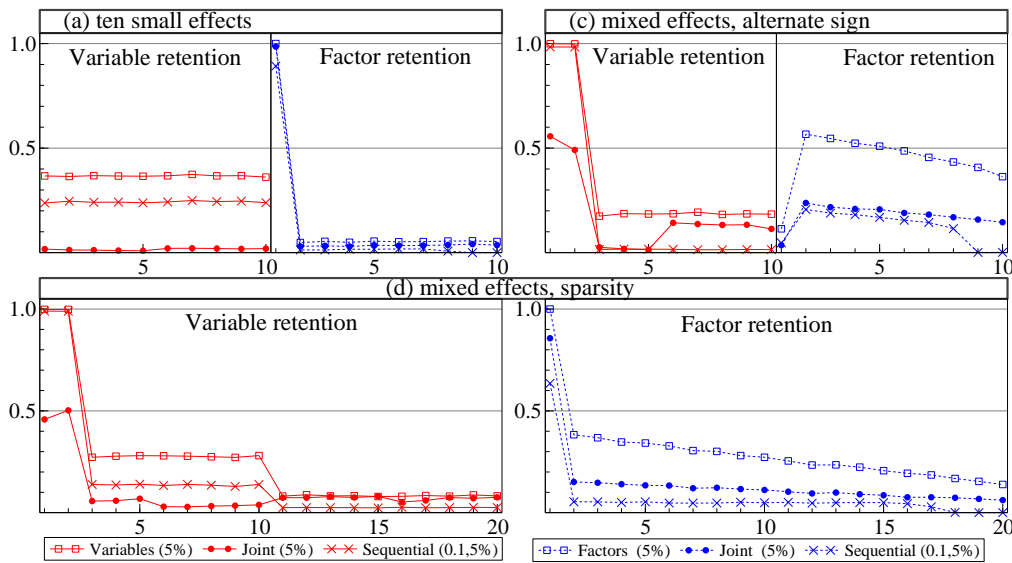 (a) ten small effects
(c) mixed effects, alternate sign
1.0
Variable retention
Factor retention
1.0
Variable retention
Factor retention
0.5
0.5
5
10
5
10
5
10
5
10
(d) mixed effects, sparsity
1.0
Variable retention
Factor retention
0.5
5
10
15
20
5
10
15
20
Variables (5%) Joint (5%) Sequential (0.1,5%)
Factors (5%) Joint (5%) Sequential (0.1,5%)